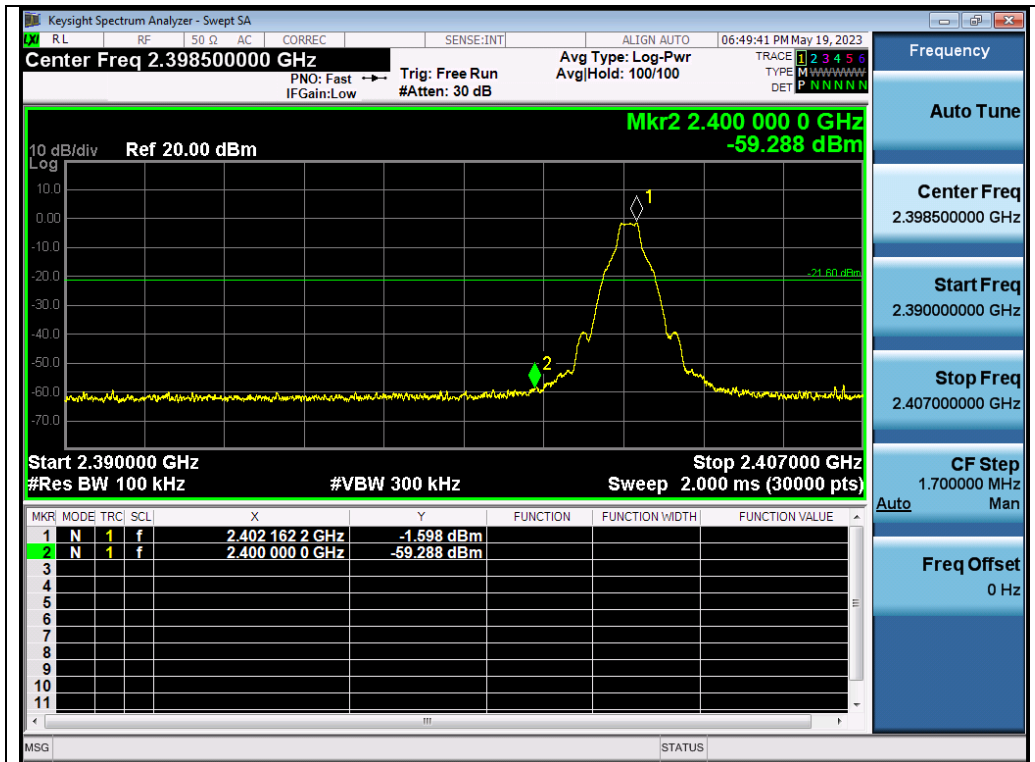 Keysight Spectrum Analyzer - Swept SA
LXI RL RF 50 Ω AC CORREC SENSE:INT ALIGN AUTO 06:49:41 PM May 19, 2023
Center Freq 2.398500000 GHz
PNO: Fast
IFGain:Low
Trig: Free Run
#Atten: 30 dB
Avg Type: Log-Pwr
Avg|Hold: 100/100
TRACE 1 2 3 4 5 6
TYPE M WWWWW
DET P N N N N N
Mkr2 2.400 000 0 GHz
-59.288 dBm
10 dB/div Ref 20.00 dBm
Log
10.0
0.00
-10.0
-20.0
-30.0
-40.0
-50.0
-60.0
-70.0
1
-21.60 dBm
2
Start 2.390000 GHz Stop 2.407000 GHz
#Res BW 100 kHz #VBW 300 kHz Sweep 2.000 ms (30000 pts)
MKR MODE TRC SCL X Y FUNCTION FUNCTION WIDTH FUNCTION VALUE
1 N 1 f 2.402 162 2 GHz -1.598 dBm
2 N 1 f 2.400 000 0 GHz -59.288 dBm
3
4
5
6
7
8
9
10
11
MSG STATUS
Frequency
Auto Tune
Center Freq
2.398500000 GHz
Start Freq
2.390000000 GHz
Stop Freq
2.407000000 GHz
CF Step
1.700000 MHz
Auto Man
Freq Offset
0 Hz